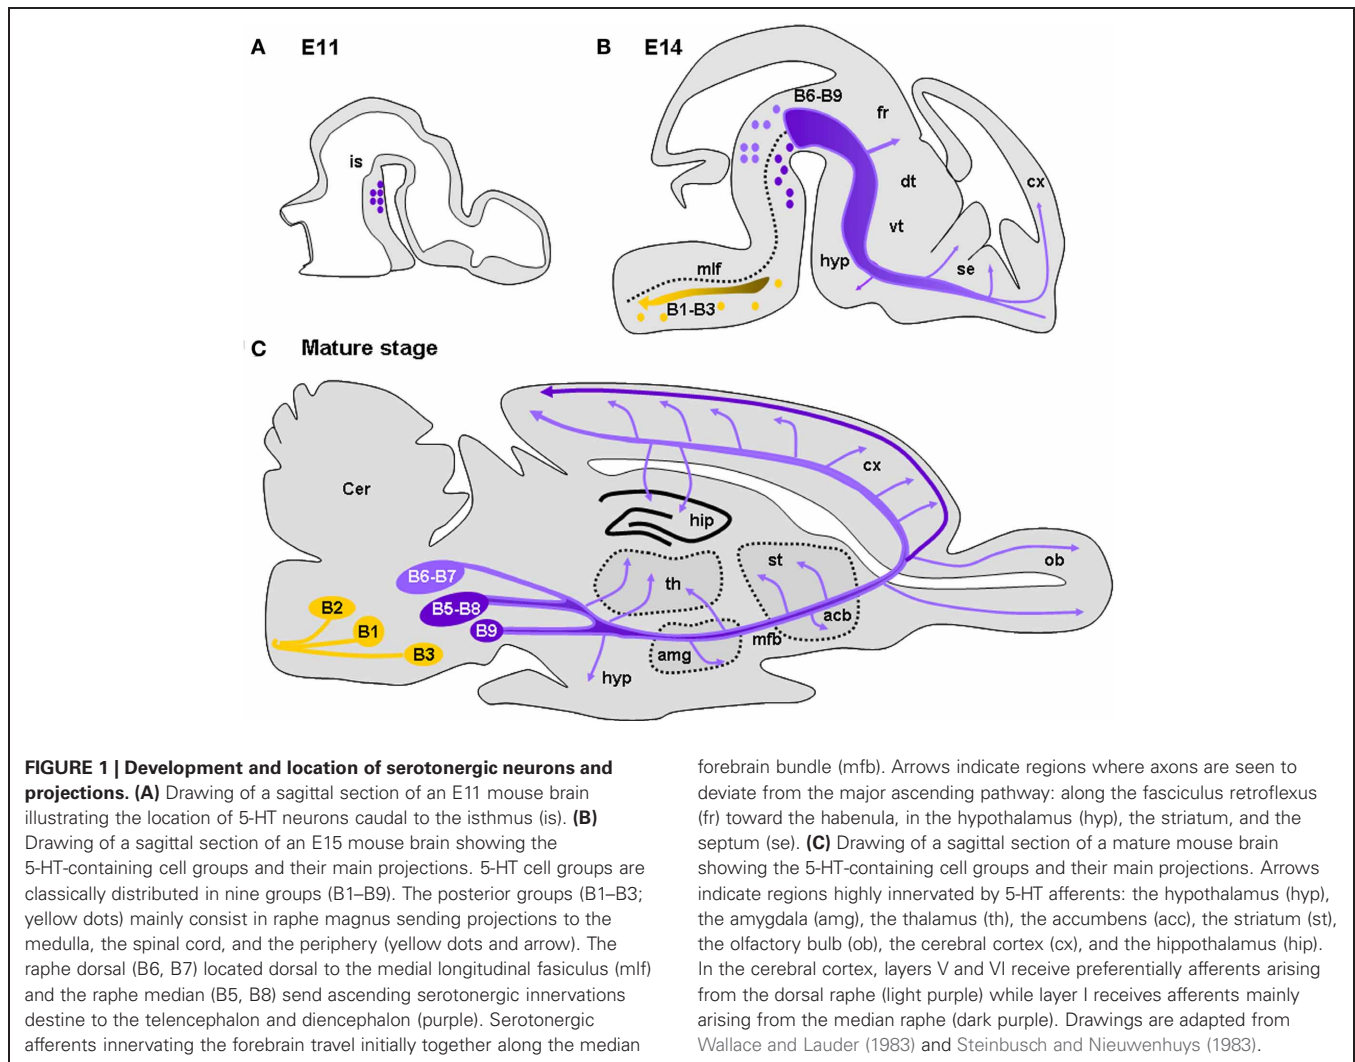 A E11
B E14
is
B6-B9
fr
dt
cx
vt
hyp
se
mlf
B1-B3
C Mature stage
cx
Cer
hip
st
ob
th
B6-B7
B5-B8
B2
B1
B9
acb
mfb
B3
amg
hyp
FIGURE 1 | Development and location of serotonergic neurons and
projections. (A) Drawing of a sagittal section of an E11 mouse brain
illustrating the location of 5-HT neurons caudal to the isthmus (is). (B)
Drawing of a sagittal section of an E15 mouse brain showing the
5-HT-containing cell groups and their main projections. 5-HT cell groups are
classically distributed in nine groups (B1–B9). The posterior groups (B1–B3;
yellow dots) mainly consist in raphe magnus sending projections to the
medulla, the spinal cord, and the periphery (yellow dots and arrow). The
raphe dorsal (B6, B7) located dorsal to the medial longitudinal fasiculus (mlf)
and the raphe median (B5, B8) send ascending serotonergic innervations
destine to the telencephalon and diencephalon (purple). Serotonergic
afferents innervating the forebrain travel initially together along the median
forebrain bundle (mfb). Arrows indicate regions where axons are seen to
deviate from the major ascending pathway: along the fasciculus retroflexus
(fr) toward the habenula, in the hypothalamus (hyp), the striatum, and the
septum (se). (C) Drawing of a sagittal section of a mature mouse brain
showing the 5-HT-containing cell groups and their main projections. Arrows
indicate regions highly innervated by 5-HT afferents: the hypothalamus (hyp),
the amygdala (amg), the thalamus (th), the accumbens (acc), the striatum (st),
the olfactory bulb (ob), the cerebral cortex (cx), and the hippothalamus (hip).
In the cerebral cortex, layers V and VI receive preferentially afferents arising
from the dorsal raphe (light purple) while layer I receives afferents mainly
arising from the median raphe (dark purple). Drawings are adapted from
Wallace and Lauder (1983) and Steinbusch and Nieuwenhuys (1983).